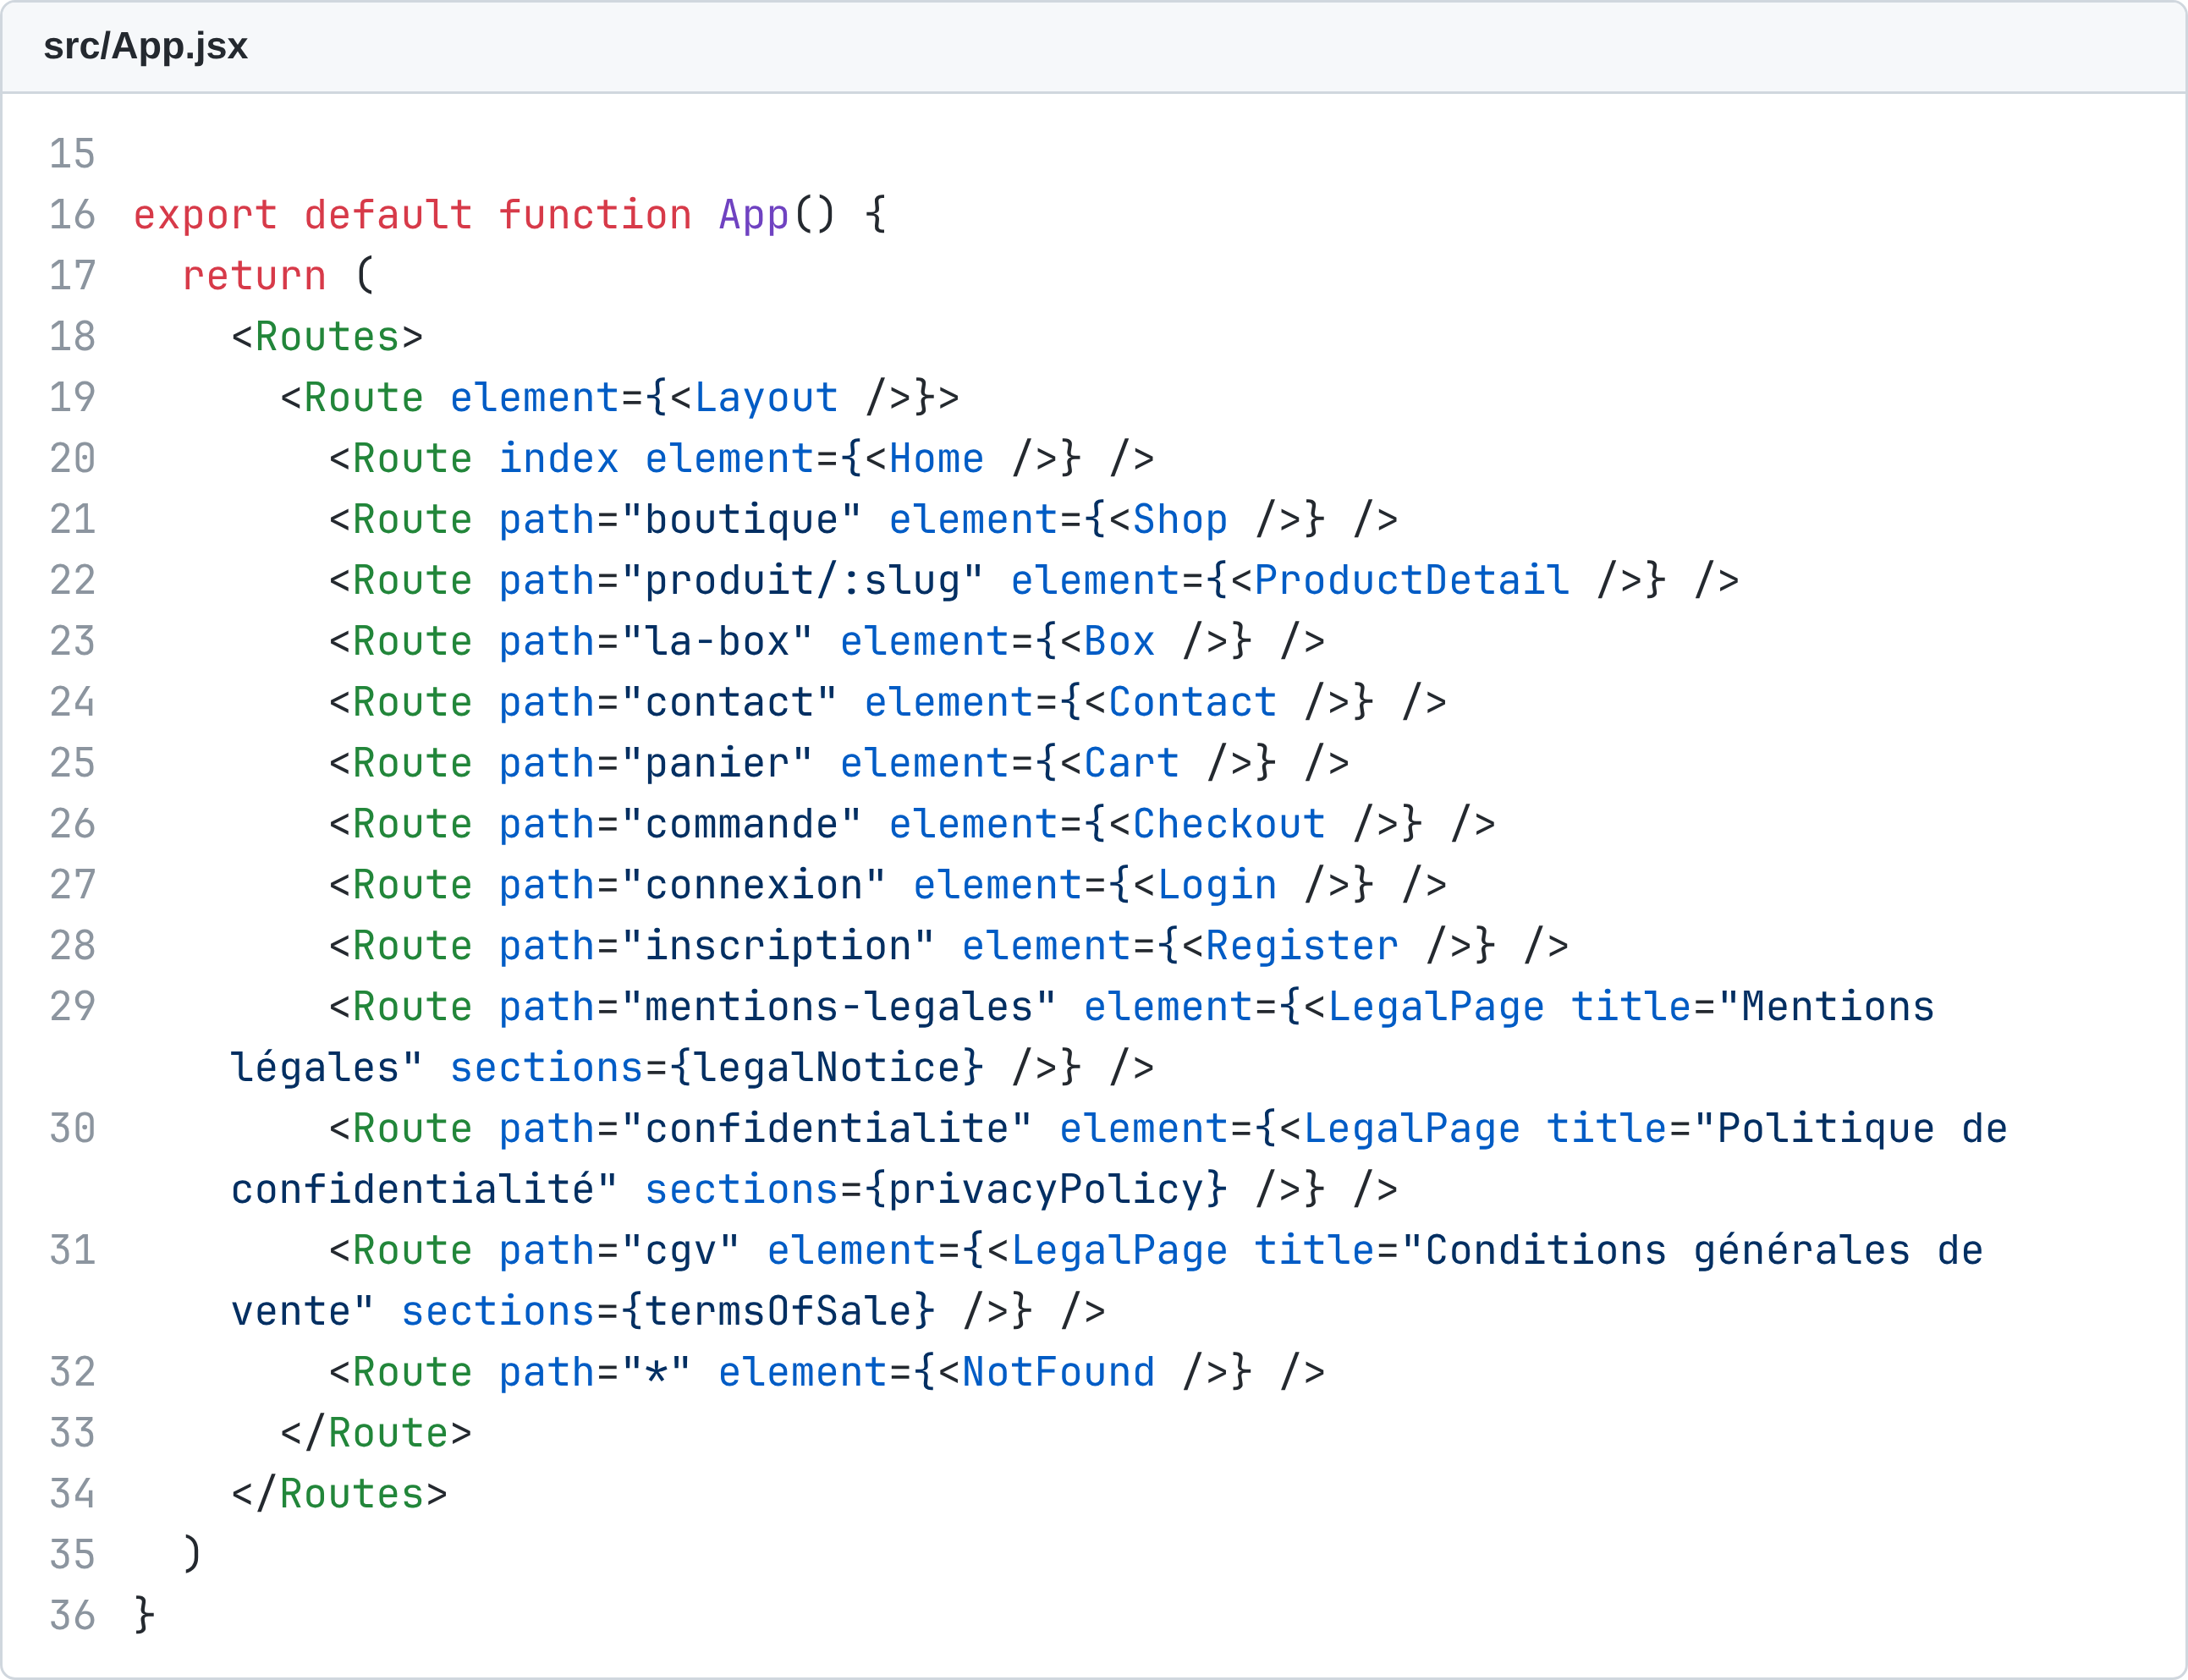 src/App.jsx
15
16 export default function App() {
17   return (
18     <Routes>
19       <Route element={<Layout />}>
20         <Route index element={<Home />} />
21         <Route path="boutique" element={<Shop />} />
22         <Route path="produit/:slug" element={<ProductDetail />} />
23         <Route path="la-box" element={<Box />} />
24         <Route path="contact" element={<Contact />} />
25         <Route path="panier" element={<Cart />} />
26         <Route path="commande" element={<Checkout />} />
27         <Route path="connexion" element={<Login />} />
28         <Route path="inscription" element={<Register />} />
29         <Route path="mentions-legales" element={<LegalPage title="Mentions
légales" sections={legalNotice} />} />
30         <Route path="confidentialite" element={<LegalPage title="Politique de
confidentialité" sections={privacyPolicy} />} />
31         <Route path="cgv" element={<LegalPage title="Conditions générales de
vente" sections={termsOfSale} />} />
32         <Route path="*" element={<NotFound />} />
33       </Route>
34     </Routes>
35   )
36 }